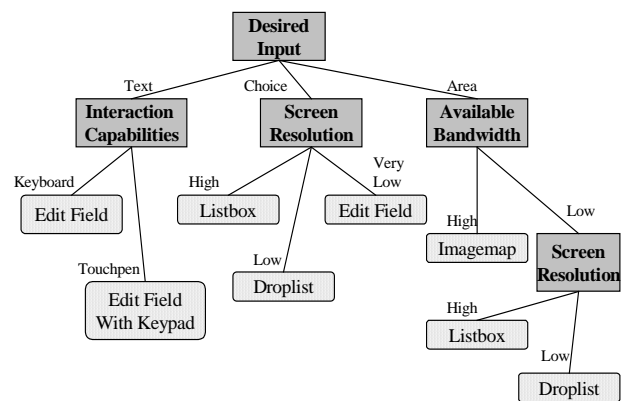 Desired
Input
Text
Choice
Area
Interaction
Capabilities
Screen
Resolution
Available
Bandwidth
Keyboard
High
Very
Low
High
Low
Edit Field
Listbox
Edit Field
Imagemap
Touchpen
Low
Screen
Resolution
Edit Field
With Keypad
Droplist
High
Listbox
Low
Droplist